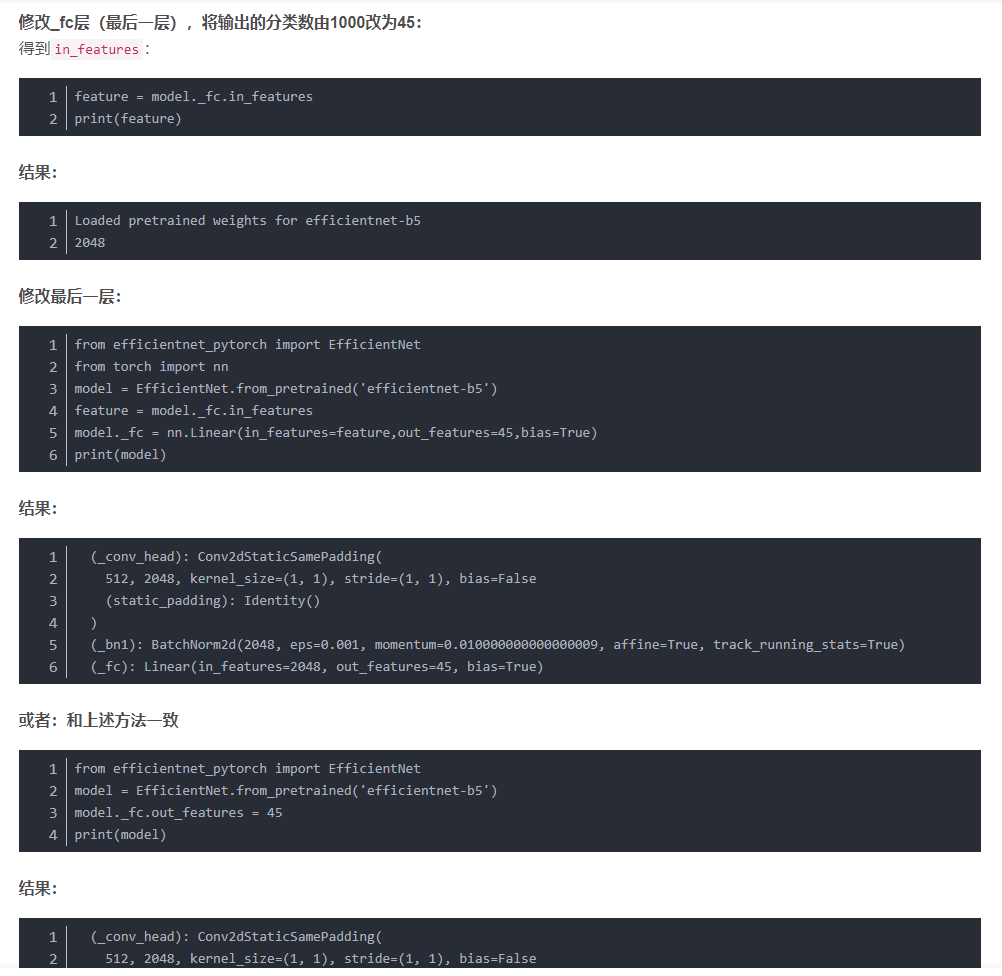 修改_fc层（最后一层），将输出的分类数由1000改为45：
得到 in_features：
1 feature = model._fc.in_features
2 print(feature)
结果：
1 Loaded pretrained weights for efficientnet-b5
2 2048
修改最后一层：
1 from efficientnet_pytorch import EfficientNet
2 from torch import nn
3 model = EfficientNet.from_pretrained('efficientnet-b5')
4 feature = model._fc.in_features
5 model._fc = nn.Linear(in_features=feature,out_features=45,bias=True)
6 print(model)
结果：
1 (_conv_head): Conv2dStaticSamePadding(
2 512, 2048, kernel_size=(1, 1), stride=(1, 1), bias=False
3 (static_padding): Identity()
4 )
5 (_bn1): BatchNorm2d(2048, eps=0.001, momentum=0.010000000000000009, affine=True, track_running_stats=True)
6 (_fc): Linear(in_features=2048, out_features=45, bias=True)
或者：和上述方法一致
1 from efficientnet_pytorch import EfficientNet
2 model = EfficientNet.from_pretrained('efficientnet-b5')
3 model._fc.out_features = 45
4 print(model)
结果：
1 (_conv_head): Conv2dStaticSamePadding(
2 512, 2048, kernel_size=(1, 1), stride=(1, 1), bias=False